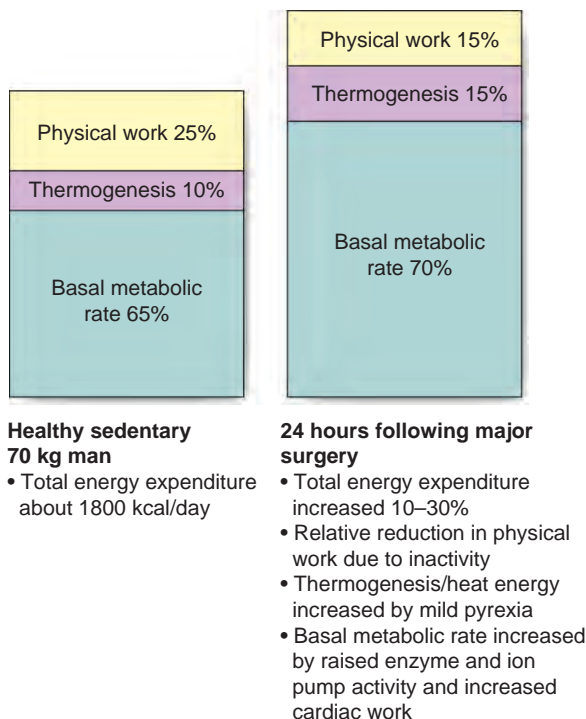 Physical work 25%
Thermogenesis 10%
Basal metabolic
rate 65%
Healthy sedentary
70 kg man
• Total energy expenditure
about 1800 kcal/day
Physical work 15%
Thermogenesis 15%
Basal metabolic
rate 70%
24 hours following major
surgery
• Total energy expenditure
increased 10–30%
• Relative reduction in physical
work due to inactivity
• Thermogenesis/heat energy
increased by mild pyrexia
• Basal metabolic rate increased
by raised enzyme and ion
pump activity and increased
cardiac work